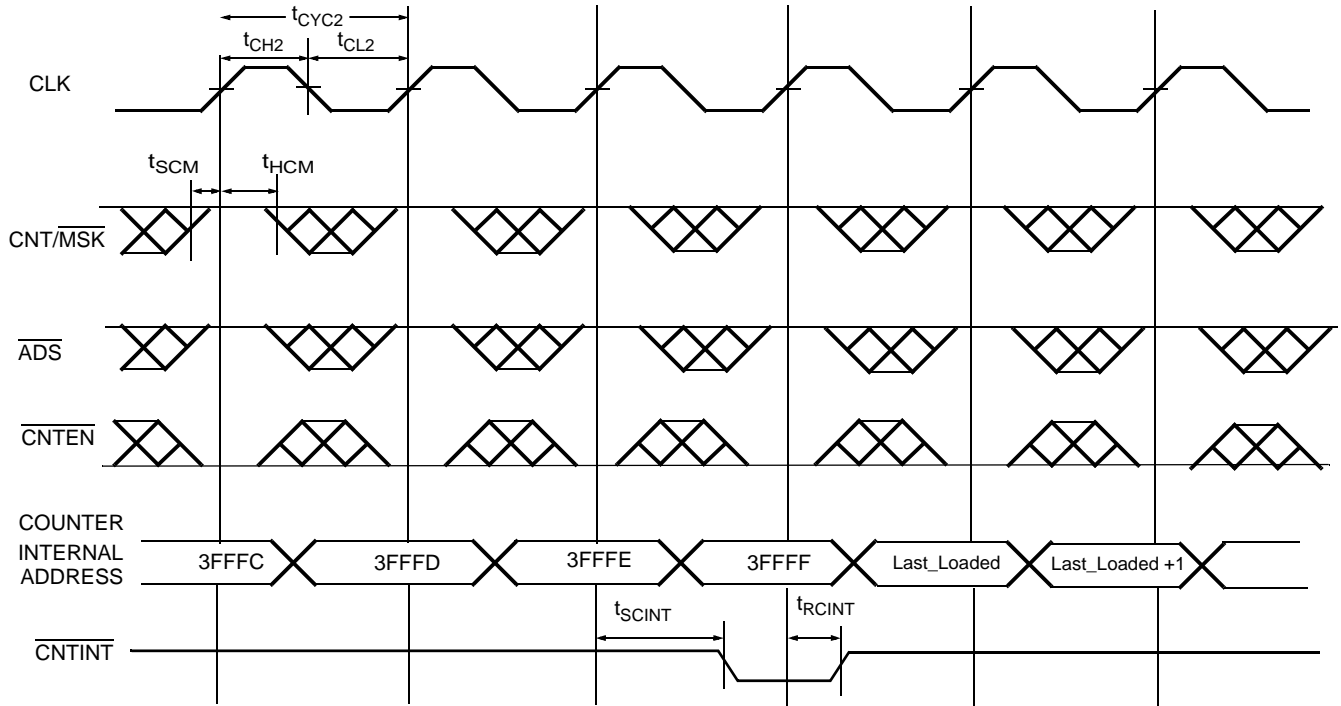 tCYC2
tCH2
tCL2
CLK
tSCM
tHCM
CNT/MSK
ADS
CNTEN
COUNTER
INTERNAL
ADDRESS
3FFFC
3FFFD
3FFFE
3FFFF
Last_Loaded
Last_Loaded +1
tSCINT
tRCINT
CNTINT